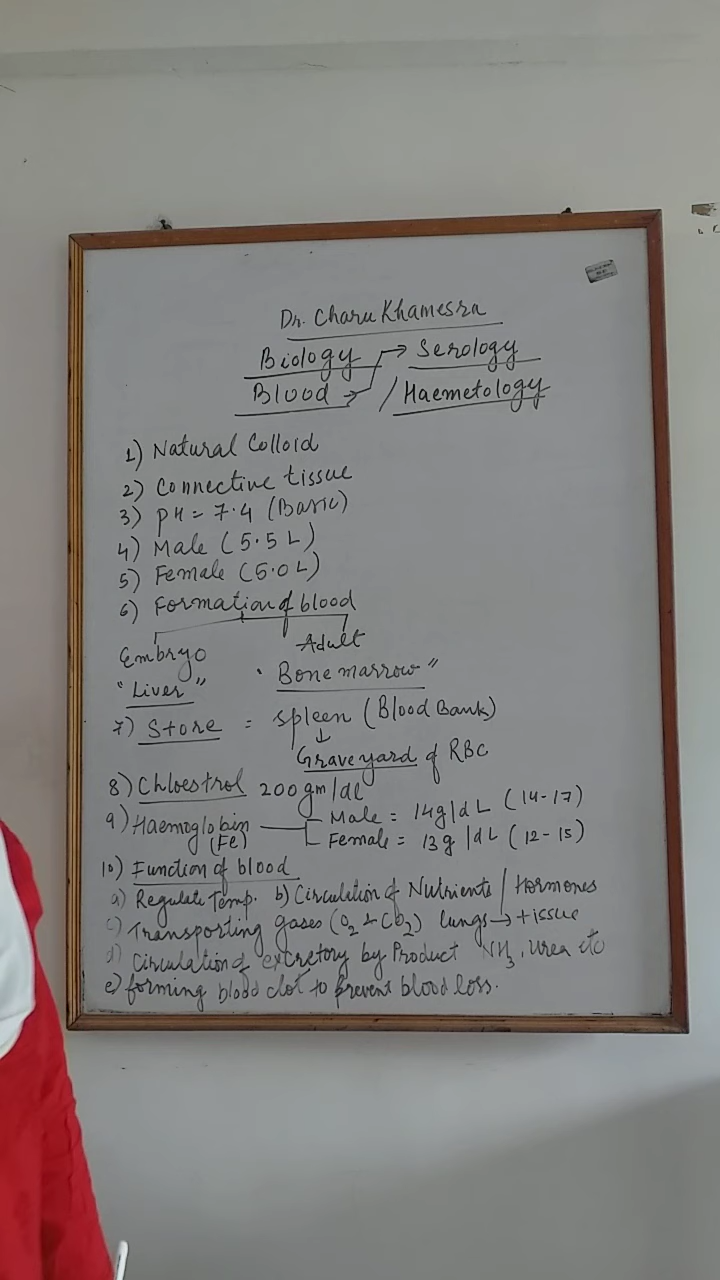 Dr. Charu Khamesra
Biology → Serology
Blood → / Haemetology
1) Natural Colloid
2) Connective tissue
3) PH = 7.4 (Basic)
4) Male (5.5 L)
5) Female (5.0 L)
6) Formation of blood
Embryo Adult
"Liver" "Bone marrow"
7) Store = Spleen (Blood Bank)
↓
Graveyard of RBC
8) Chloestrol 200 gm/dl
9) Haemoglobin Male = 14g/dL (14-17)
(Fe) Female = 13g/dL (12-15)
10) Function of blood
a) Regulate Temp. b) Circulation of Nutrients / Hormones
c) Transporting gases (O2 & CO2) lungs → tissue
d) Circulation of excretory by Product NH3, Urea etc
e) forming blood clot to prevent blood loss.